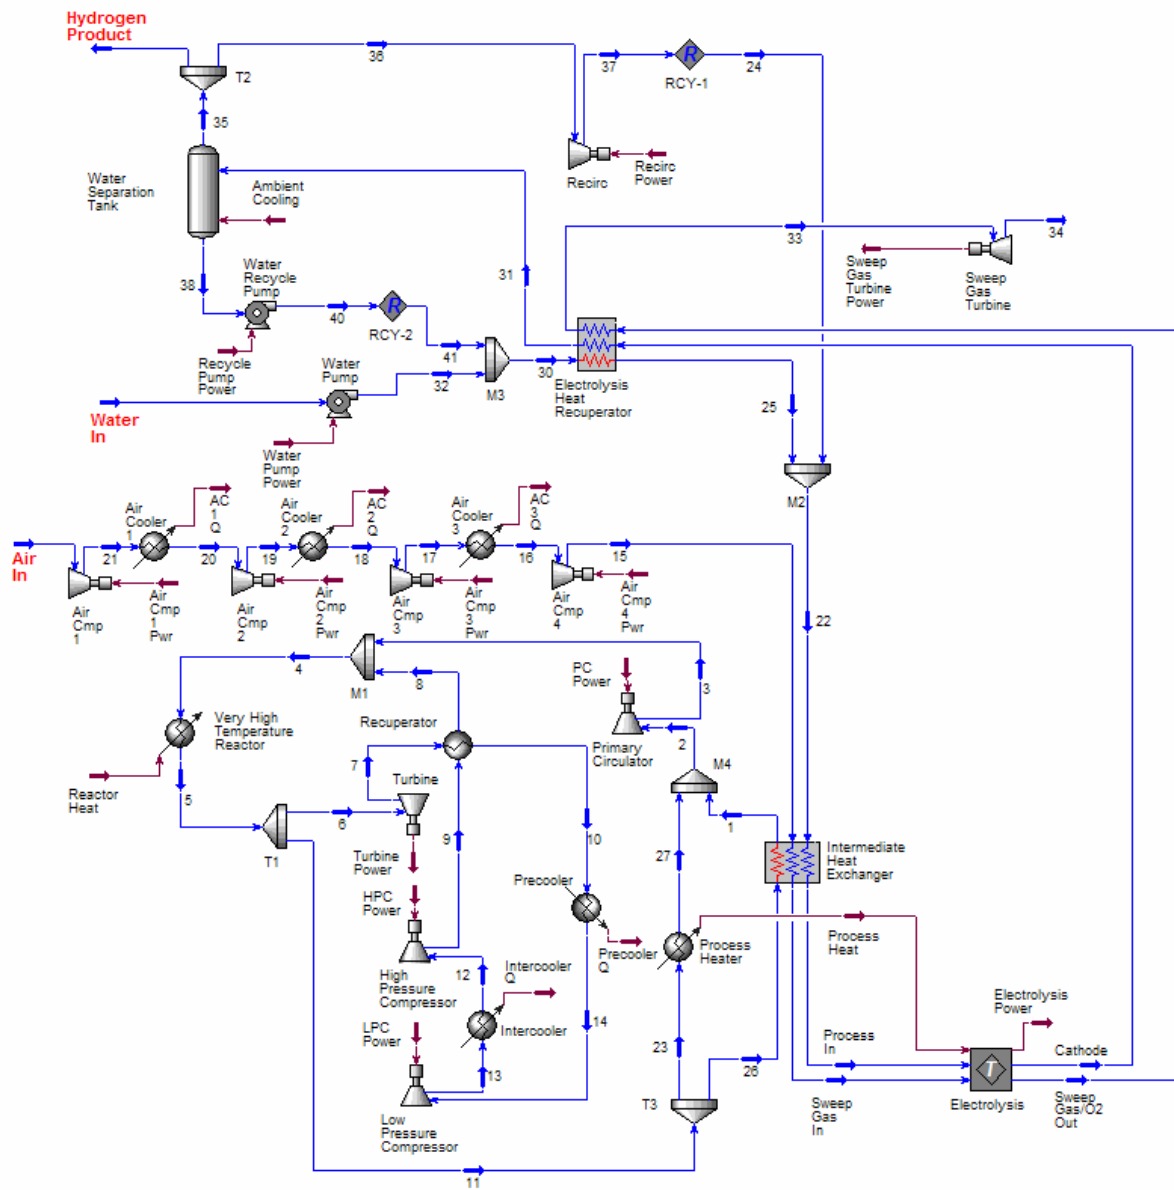 Hydrogen
Product
T2
36
37
RCY-1
24
35
Water
Separation
Tank
Ambient
Cooling
Recirc
Recirc
Power
33
34
Sweep
Gas
Turbine
Power
Sweep
Gas
Turbine
38
Water
Recycle
Pump
40
RCY-2
41
31
Recycle
Pump
Power
Water
Pump
32
M3
30
Electrolysis
Heat
Recuperator
25
Water
In
Water
Pump
Power
M2
Air
In
21
Air
Cooler
1
AC
1
Q
20
19
Air
Cooler
2
AC
2
Q
18
17
Air
Cooler
3
AC
3
Q
16
15
Air
Cmp
1
Air
Cmp
1
Pwr
Air
Cmp
2
Air
Cmp
2
Pwr
Air
Cmp
3
Air
Cmp
3
Pwr
Air
Cmp
4
Air
Cmp
4
Pwr
22
4
M1
8
PC
Power
3
Very High
Temperature
Reactor
Recuperator
Primary
Circulator
2
M4
Reactor
Heat
5
7
Turbine
6
T1
9
10
27
1
Intermediate
Heat
Exchanger
Turbine
Power
HPC
Power
Precooler
Precooler
Q
Process
Heater
Process
Heat
High
Pressure
Compressor
12
Intercooler
Q
Intercooler
14
LPC
Power
13
Low
Pressure
Compressor
23
T3
26
Process
In
Sweep
Gas
In
Electrolysis
Power
Electrolysis
Cathode
Sweep
Gas/O2
Out
11